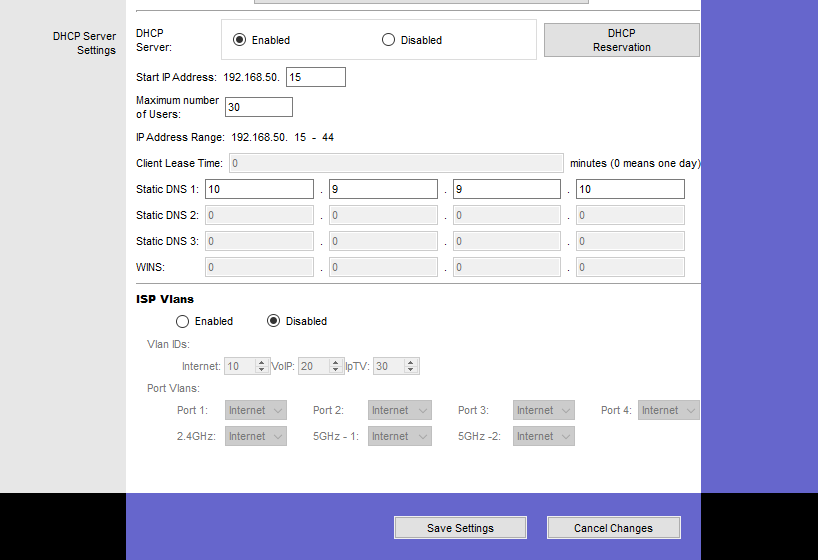 DHCP Server
Settings
DHCP
Server:
Enabled
Disabled
DHCP
Reservation
Start IP Address: 192.168.50. 15
Maximum number
of Users: 30
IP Address Range: 192.168.50. 15 - 44
Client Lease Time: 0 minutes (0 means one day)
Static DNS 1: 10 . 9 . 9 . 10
Static DNS 2: 0 . 0 . 0 . 0
Static DNS 3: 0 . 0 . 0 . 0
WINS: 0 . 0 . 0 . 0
ISP Vlans
Enabled Disabled
Vlan IDs:
Internet: 10 VoIP: 20 IpTV: 30
Port Vlans:
Port 1: Internet Port 2: Internet Port 3: Internet Port 4: Internet
2.4GHz: Internet 5GHz - 1: Internet 5GHz -2: Internet
Save Settings Cancel Changes